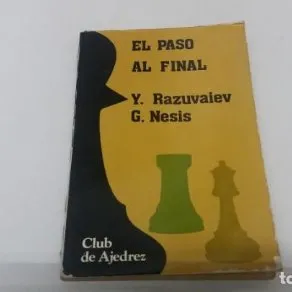 EL PASO
AL FINAL
Y. Razuvaiev
G. Nesis
Club
de Ajedrez